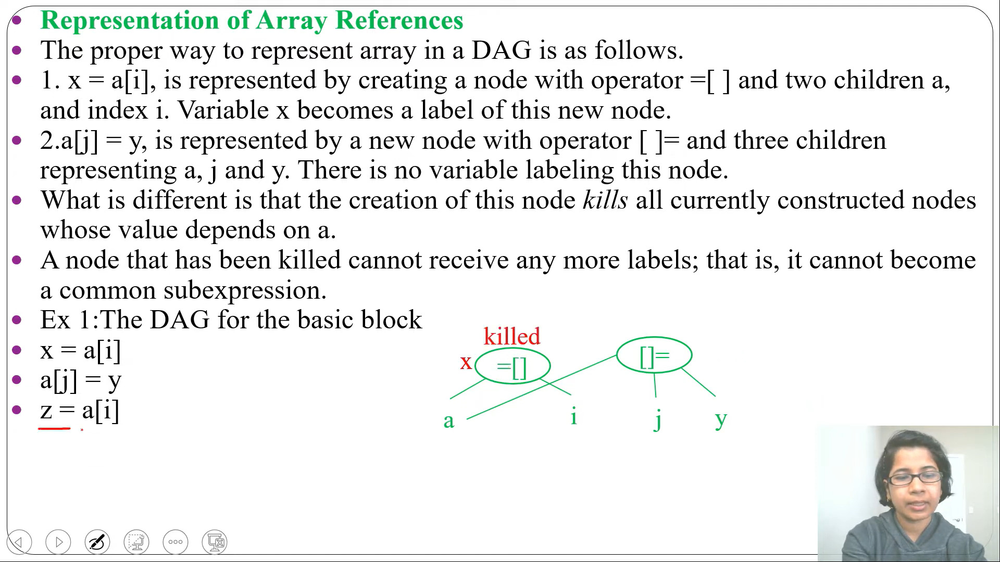 Representation of Array References
The proper way to represent array in a DAG is as follows.
1. x = a[i], is represented by creating a node with operator =[ ] and two children a,
and index i. Variable x becomes a label of this new node.
2.a[j] = y, is represented by a new node with operator [ ]= and three children
representing a, j and y. There is no variable labeling this node.
What is different is that the creation of this node kills all currently constructed nodes
whose value depends on a.
A node that has been killed cannot receive any more labels; that is, it cannot become
a common subexpression.
Ex 1:The DAG for the basic block
x = a[i]
a[j] = y
z = a[i]
killed
x =[] []=
a i j y